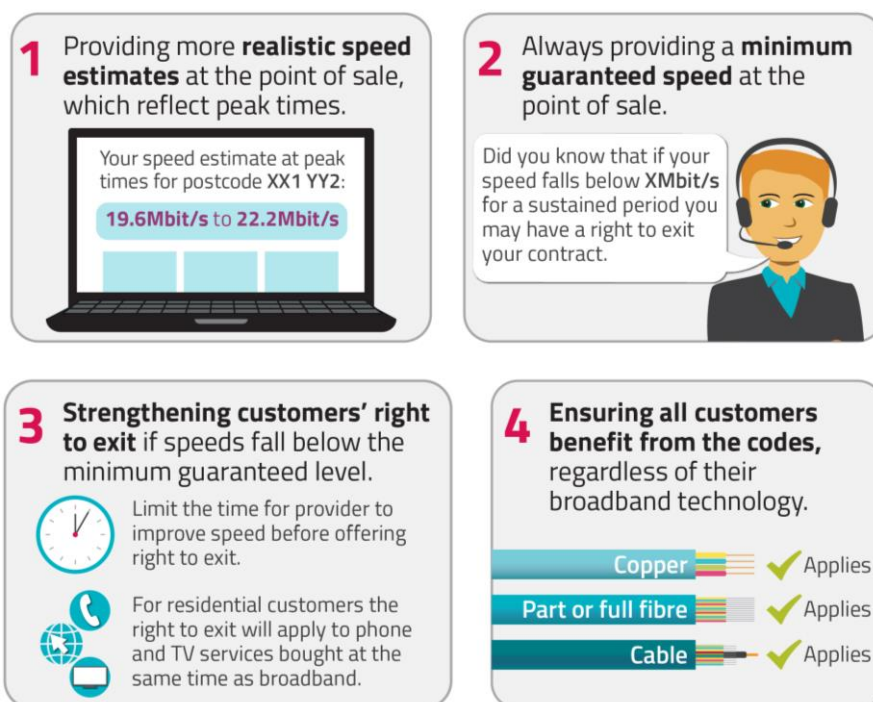 1 Providing more realistic speed
estimates at the point of sale,
which reflect peak times.
Your speed estimate at peak
times for postcode XX1 YY2:
19.6Mbit/s to 22.2Mbit/s
2 Always providing a minimum
guaranteed speed at the
point of sale.
Did you know that if your
speed falls below XMbit/s
for a sustained period you
may have a right to exit
your contract.
3 Strengthening customers’ right
to exit if speeds fall below the
minimum guaranteed level.
Limit the time for provider to
improve speed before offering
right to exit.
For residential customers the
right to exit will apply to phone
and TV services bought at the
same time as broadband.
4 Ensuring all customers
benefit from the codes,
regardless of their
broadband technology.
Copper Applies
Part or full fibre Applies
Cable Applies